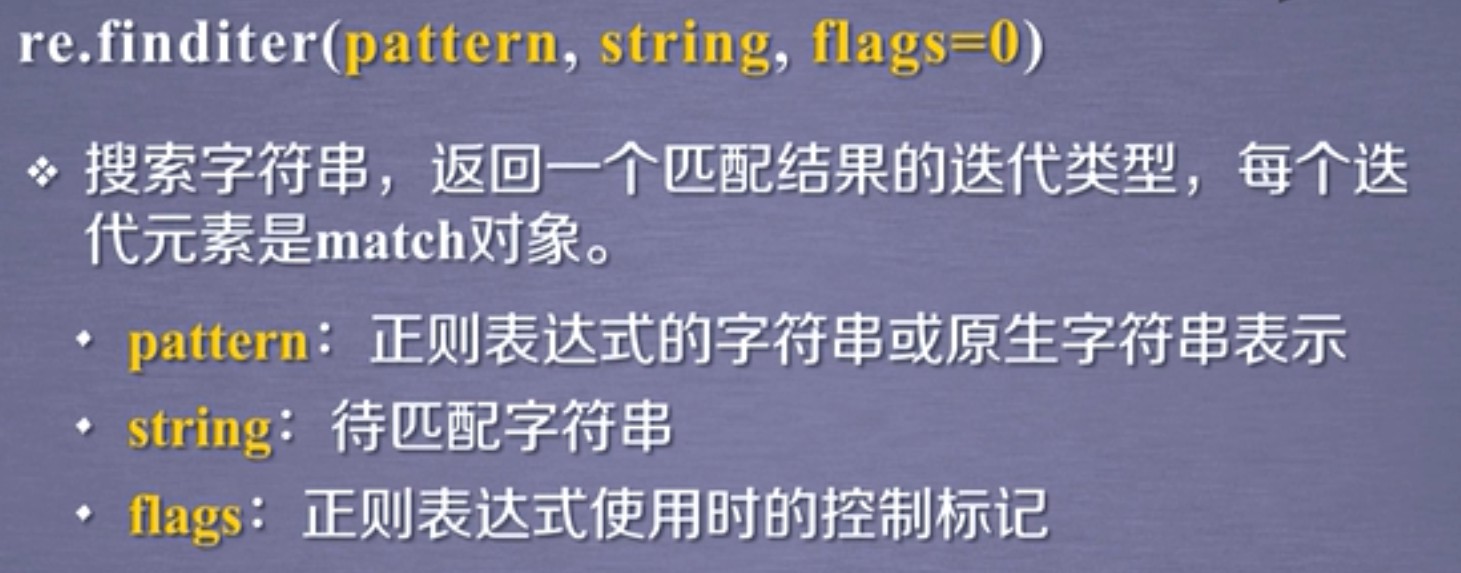 re.finditer(pattern, string, flags=0)
❖ 搜索字符串，返回一个匹配结果的迭代类型，每个迭
代元素是match对象。
• pattern：正则表达式的字符串或原生字符串表示
• string：待匹配字符串
• flags：正则表达式使用时的控制标记